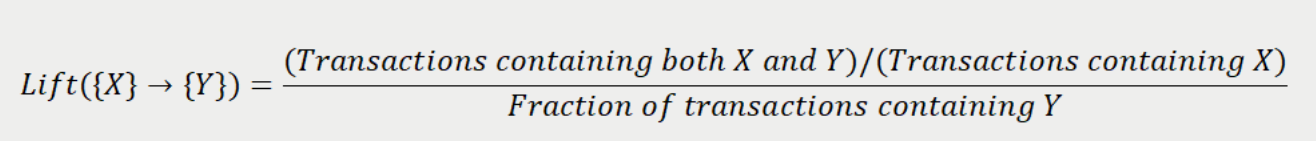 Lift({X} → {Y}) = (Transactions containing both X and Y)/(Transactions containing X)
Fraction of transactions containing Y